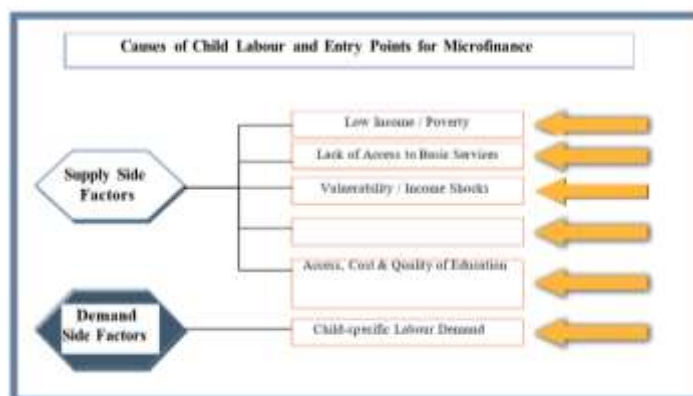 Causes of Child Labour and Entry Points for Microfinance
Low Income / Poverty
Lack of Access to Basic Services
Supply Side
Factors
Vulnerability / Income Shocks
Access, Cost & Quality of Education
Demand
Side Factors
Child-specific Labour Demand